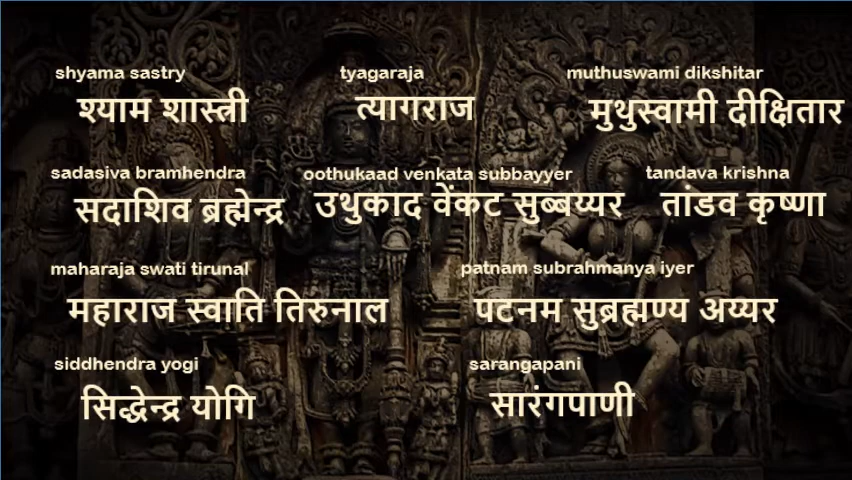 shyama sastry tyagaraja muthuswami dikshitar
श्याम शास्त्री त्यागराज मुथुस्वामी दीक्षितार
sadasiva bramhendra oothukaad venkata subbayyer tandava krishna
सदाशिव ब्रह्मेन्द्र उथुकाद वेंकट सुब्बय्यर तांडव कृष्णा
maharaja swati tirunal patnam subrahmanya iyer
महाराज स्वाति तिरुनाल पटनम सुब्रह्मण्य अय्यर
siddhendra yogi sarangapani
सिद्धेन्द्र योगि सारंगपाणी